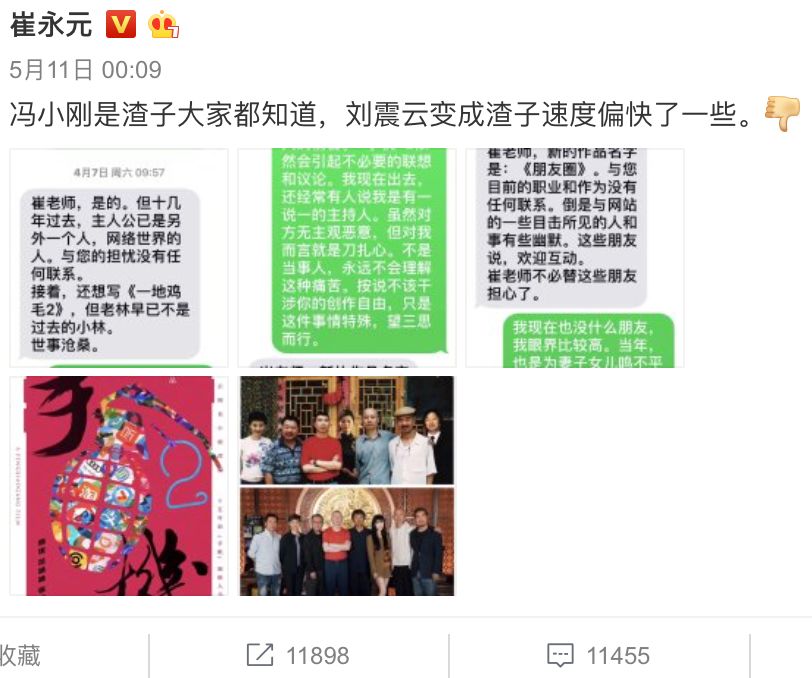 崔永元
5月11日 00:09
冯小刚是渣子大家都知道，刘震云变成渣子速度偏快了一些。
4月7日 周六 09:57
崔老师，是的。但十几
年过去，主人公已是另
外一个人，网络世界的
人。与您的担忧没有任
何联系。
接着，还想写《一地鸡
毛2》，但老林早已不是
过去的小林。
世事沧桑。
然会引起不必要的联想
和议论。我现在出去，
还经常有人说我是有一
说一的主持人。虽然对
方无主观恶意，但对我
而言就是刀扎心。不是
当事人，永远不会理解
这种痛苦。按说不该干
涉你的创作自由，只是
这件事情特殊，望三思
而行。
崔老师，新的作品名字
是：《朋友圈》。与您
目前的职业和作为没有
任何联系。倒是与网站
的一些目击所见的人和
事有些幽默。这些朋友
说，欢迎互动。
崔老师不必替这些朋友
担心了。
我现在也没什么朋友，
我眼界比较高。当年，
也是为妻子女儿鸣不平
手
2
機
收藏
11898
11455